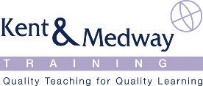 Kent & Medway
TRAINING
Quality Teaching for Quality Learning